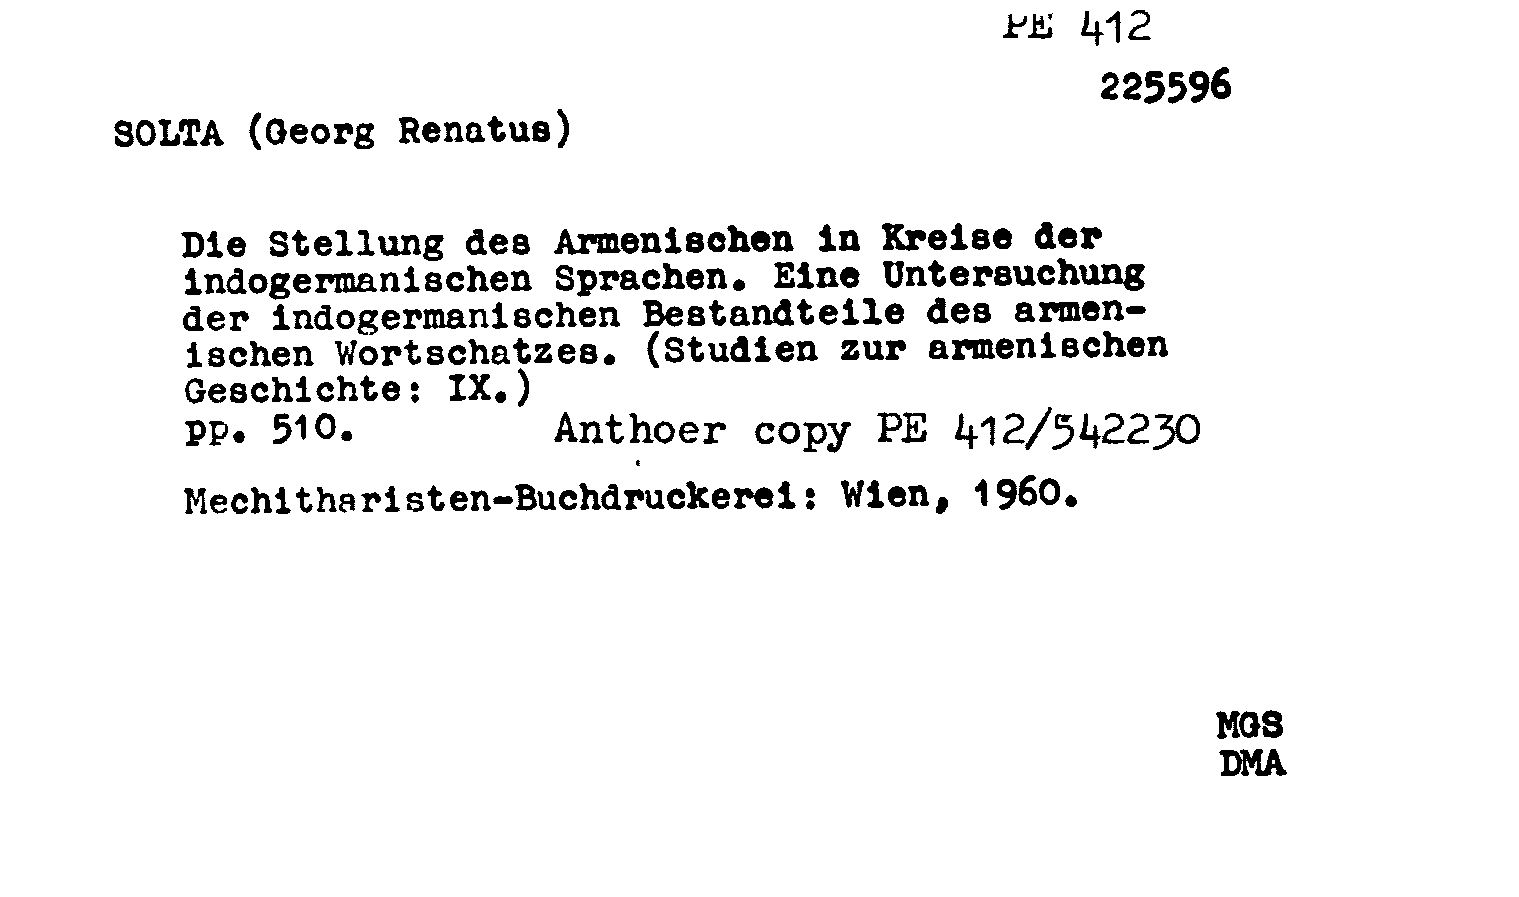 PE 412
225596
SOLTA (Georg Renatus)
Die Stellung des Armenischen in Kreise der
indogermanischen Sprachen. Eine Untersuchung
der indogermanischen Bestandteile des armen-
ischen Wortschatzes. (Studien zur armenischen
Geschichte: IX.)
pp. 510. Anthoer copy PE 412/542230
Mechitharisten-Buchdruckerei: Wien, 1960.
MGS
DMA